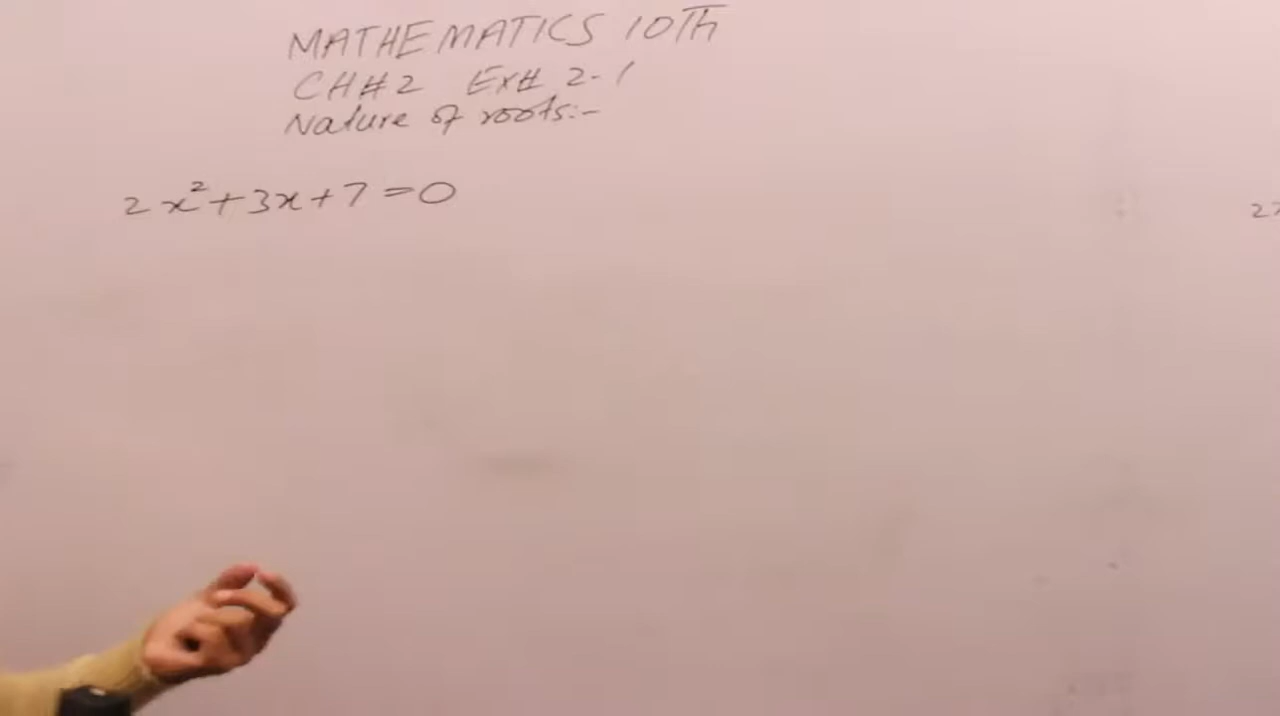 MATHEMATICS 10Th
CH#2 Ex# 2-1
Nature of roots:-
2x²+3x+7=0